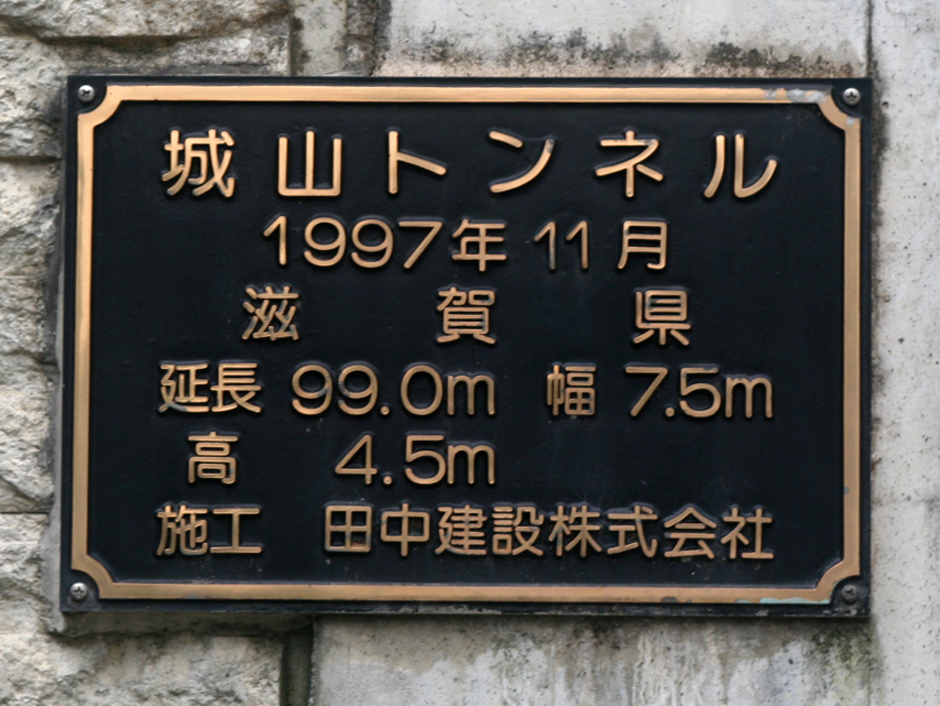 城山トンネル
1997年 11月
滋賀県
延長 99.0m 幅 7.5m
高 4.5m
施工 田中建設株式会社